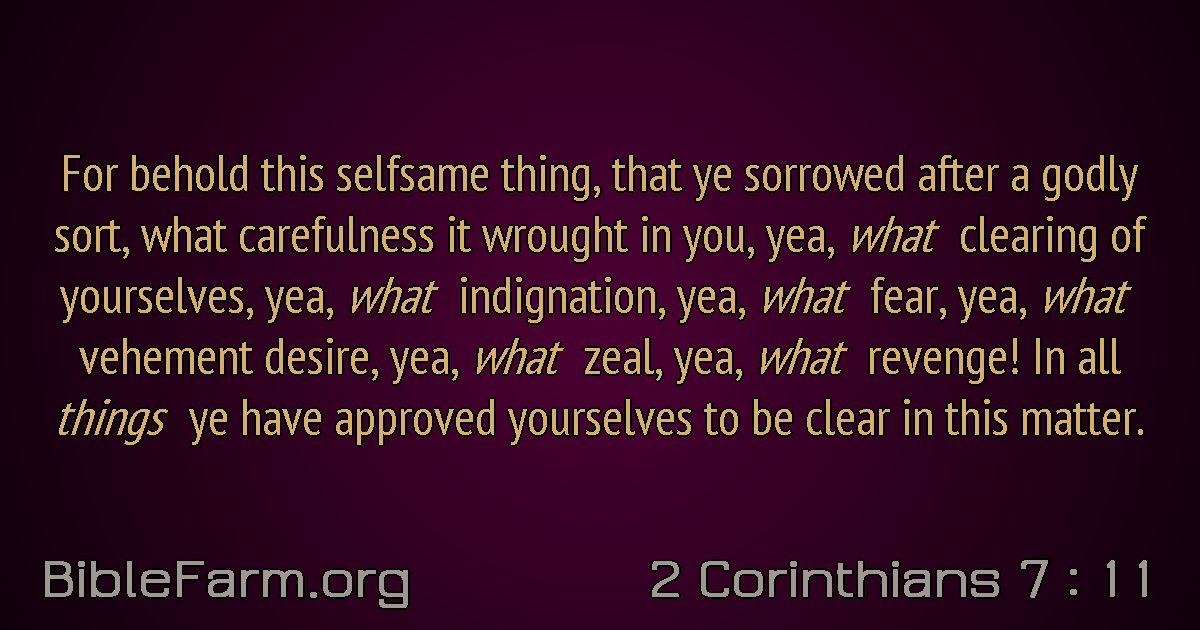 For behold this selfsame thing, that ye sorrowed after a godly
sort, what carefulness it wrought in you, yea, what clearing of
yourselves, yea, what indignation, yea, what fear, yea, what
vehement desire, yea, what zeal, yea, what revenge! In all
things ye have approved yourselves to be clear in this matter.
BibleFarm.org
2 Corinthians 7 : 11